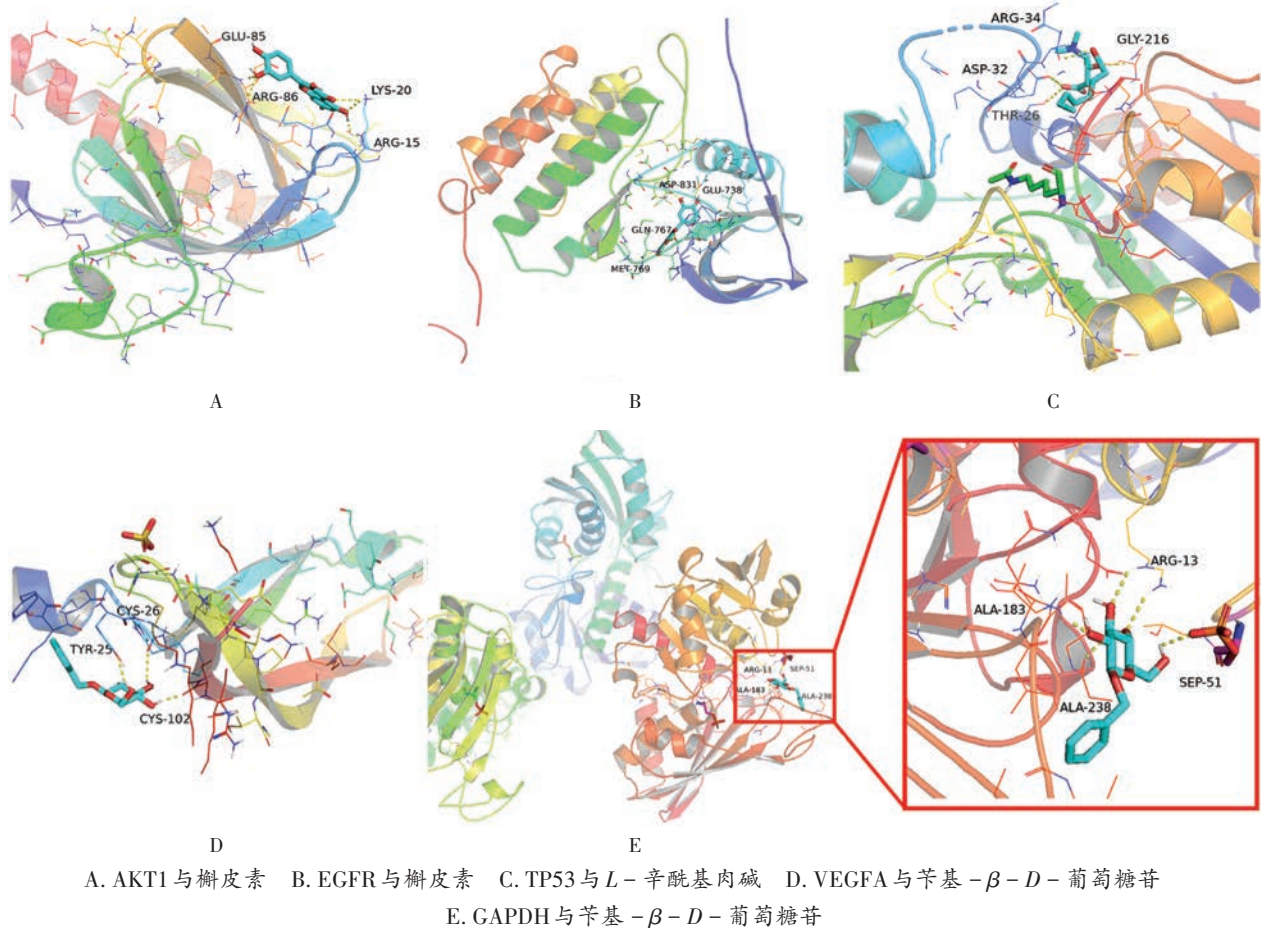 GLU-85
ARG-86
LYS-20
ARG-15
A
ASP-831
GLU-738
GLN-767
MET-769
B
ARG-34
GLY-216
ASP-32
THR-26
C
CYS-26
TYR-25
CYS-102
D
ARG-13
SEP-51
ALA-183
ALA-238
ARG-13
ALA-183
SEP-51
ALA-238
E
A. AKT1与槲皮素 B. EGFR与槲皮素 C. TP53与L-辛酰基肉碱 D. VEGFA与苄基-β-D-葡萄糖苷
E. GAPDH与苄基-β-D-葡萄糖苷